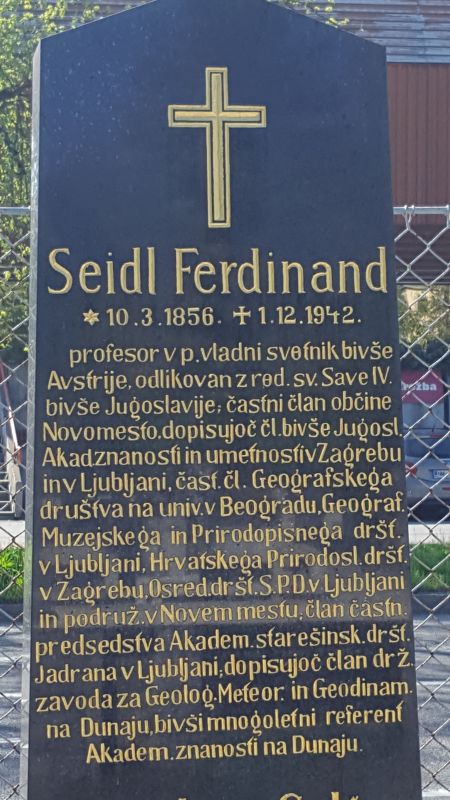 Seidl Ferdinand
* 10.3.1856. + 1.12.1942.
profesor v p.vladni svetnik bivše
Avstrije, odlikovan z red. sv. Save IV.
bivše Jugoslavije; častni član občine
Novomesto.dopisujoč čl.bivše Jugosl.
Akad.znanosti in umetnosti v Zagrebu
in v Ljubljani, čast. čl. Geografskega
društva na univ. v Beogradu,Geograf.
Muzejskega in Prirodopisnega dršt.
v Ljubljani, Hrvatskega Prirodosl.dršt.
v Zagrebu,Osred.dršt.S.P.D.v Ljubljani
in podruž.v Novem mestu,član častn.
predsedstva Akadem.starešinsk.dršt.
Jadrana v Ljubljani,dopisujoč član drž.
zavoda za Geolog.Meteor. in Geodinam.
na Dunaju,bivši mnogoletni referent
Akadem.znanosti na Dunaju.